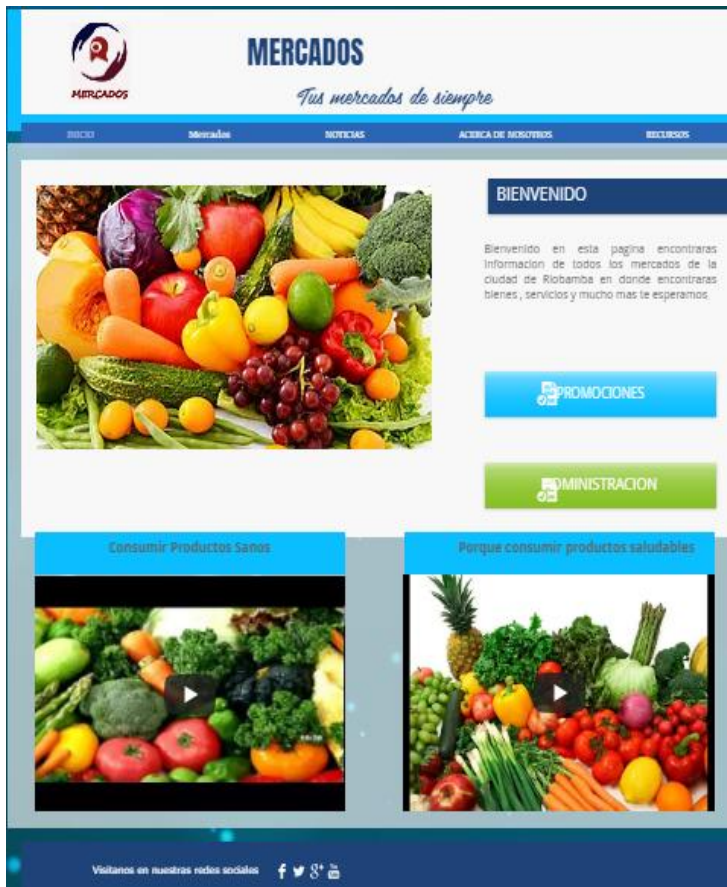 MERCADOS
MERCADOS
Tus mercados de siempre
INICIO
Mercados
NOTICIAS
ACERCA DE NOSOTROS
RECURSOS
BIENVENIDO
Bienvenido en esta pagina encontraras
informacion de todos los mercados de la
ciudad de Riobamba en donde encontraras
bienes , servicios y mucho mas te esperamos
PROMOCIONES
DMINISTRACION
Consumir Productos Sanos
Porque consumir productos saludables
Visitanos en nuestras redes sociales